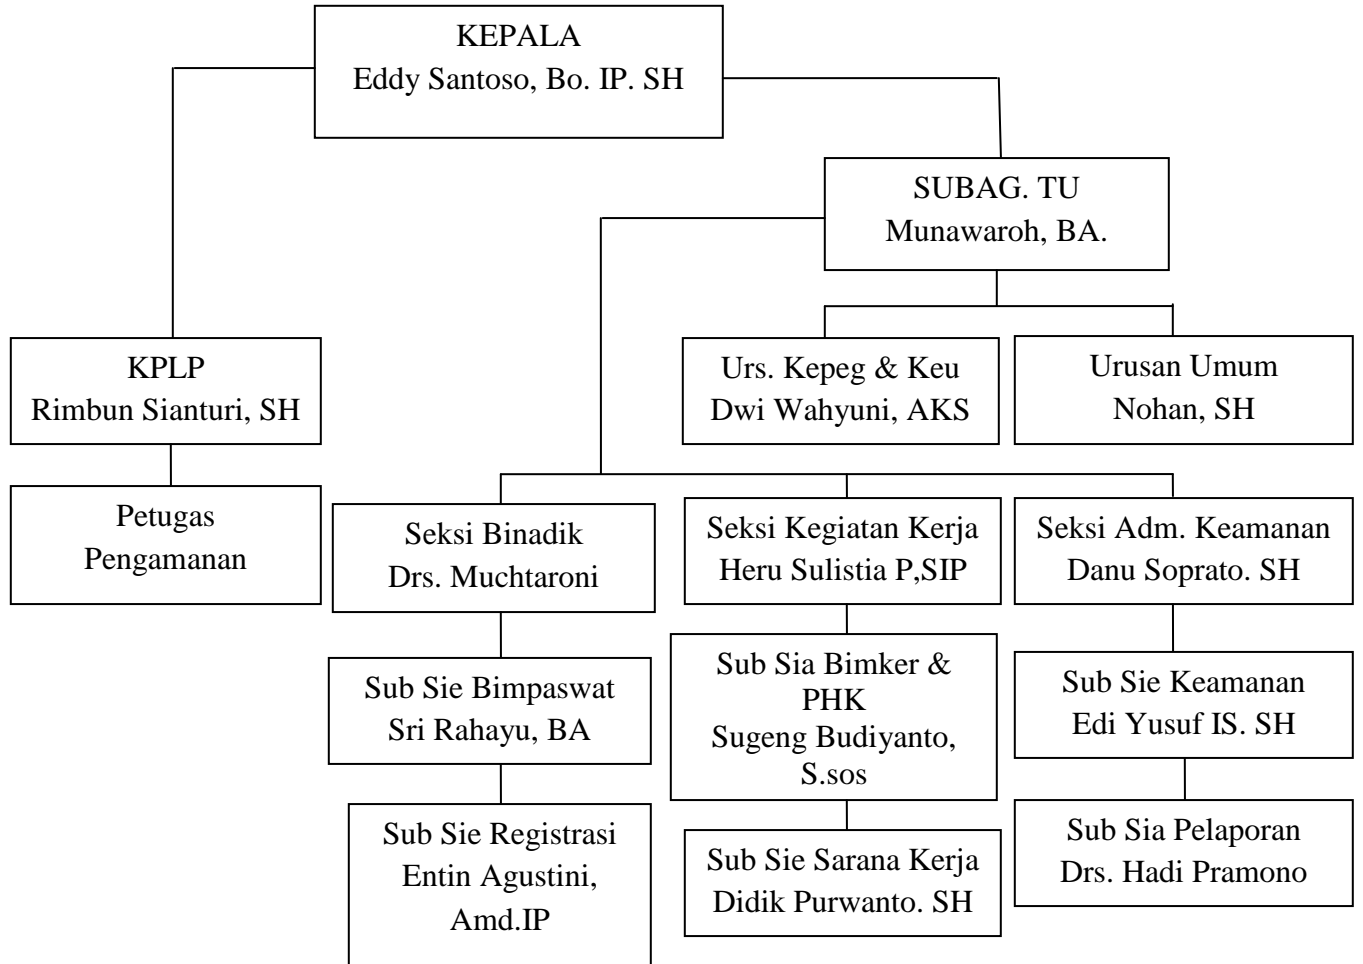 KEPALA
Eddy Santoso, Bo. IP. SH
SUBAG. TU
Munawaroh, BA.
KPLP
Rimbun Sianturi, SH
Urs. Kepeg & Keu
Dwi Wahyuni, AKS
Urusan Umum
Nohan, SH
Petugas
Pengamanan
Seksi Binadik
Drs. Muchtaroni
Seksi Kegiatan Kerja
Heru Sulistia P,SIP
Seksi Adm. Keamanan
Danu Soprato. SH
Sub Sie Bimpaswat
Sri Rahayu, BA
Sub Sia Bimker &
PHK
Sugeng Budiyanto,
S.sos
Sub Sie Keamanan
Edi Yusuf IS. SH
Sub Sie Registrasi
Entin Agustini,
Amd.IP
Sub Sie Sarana Kerja
Didik Purwanto. SH
Sub Sia Pelaporan
Drs. Hadi Pramono